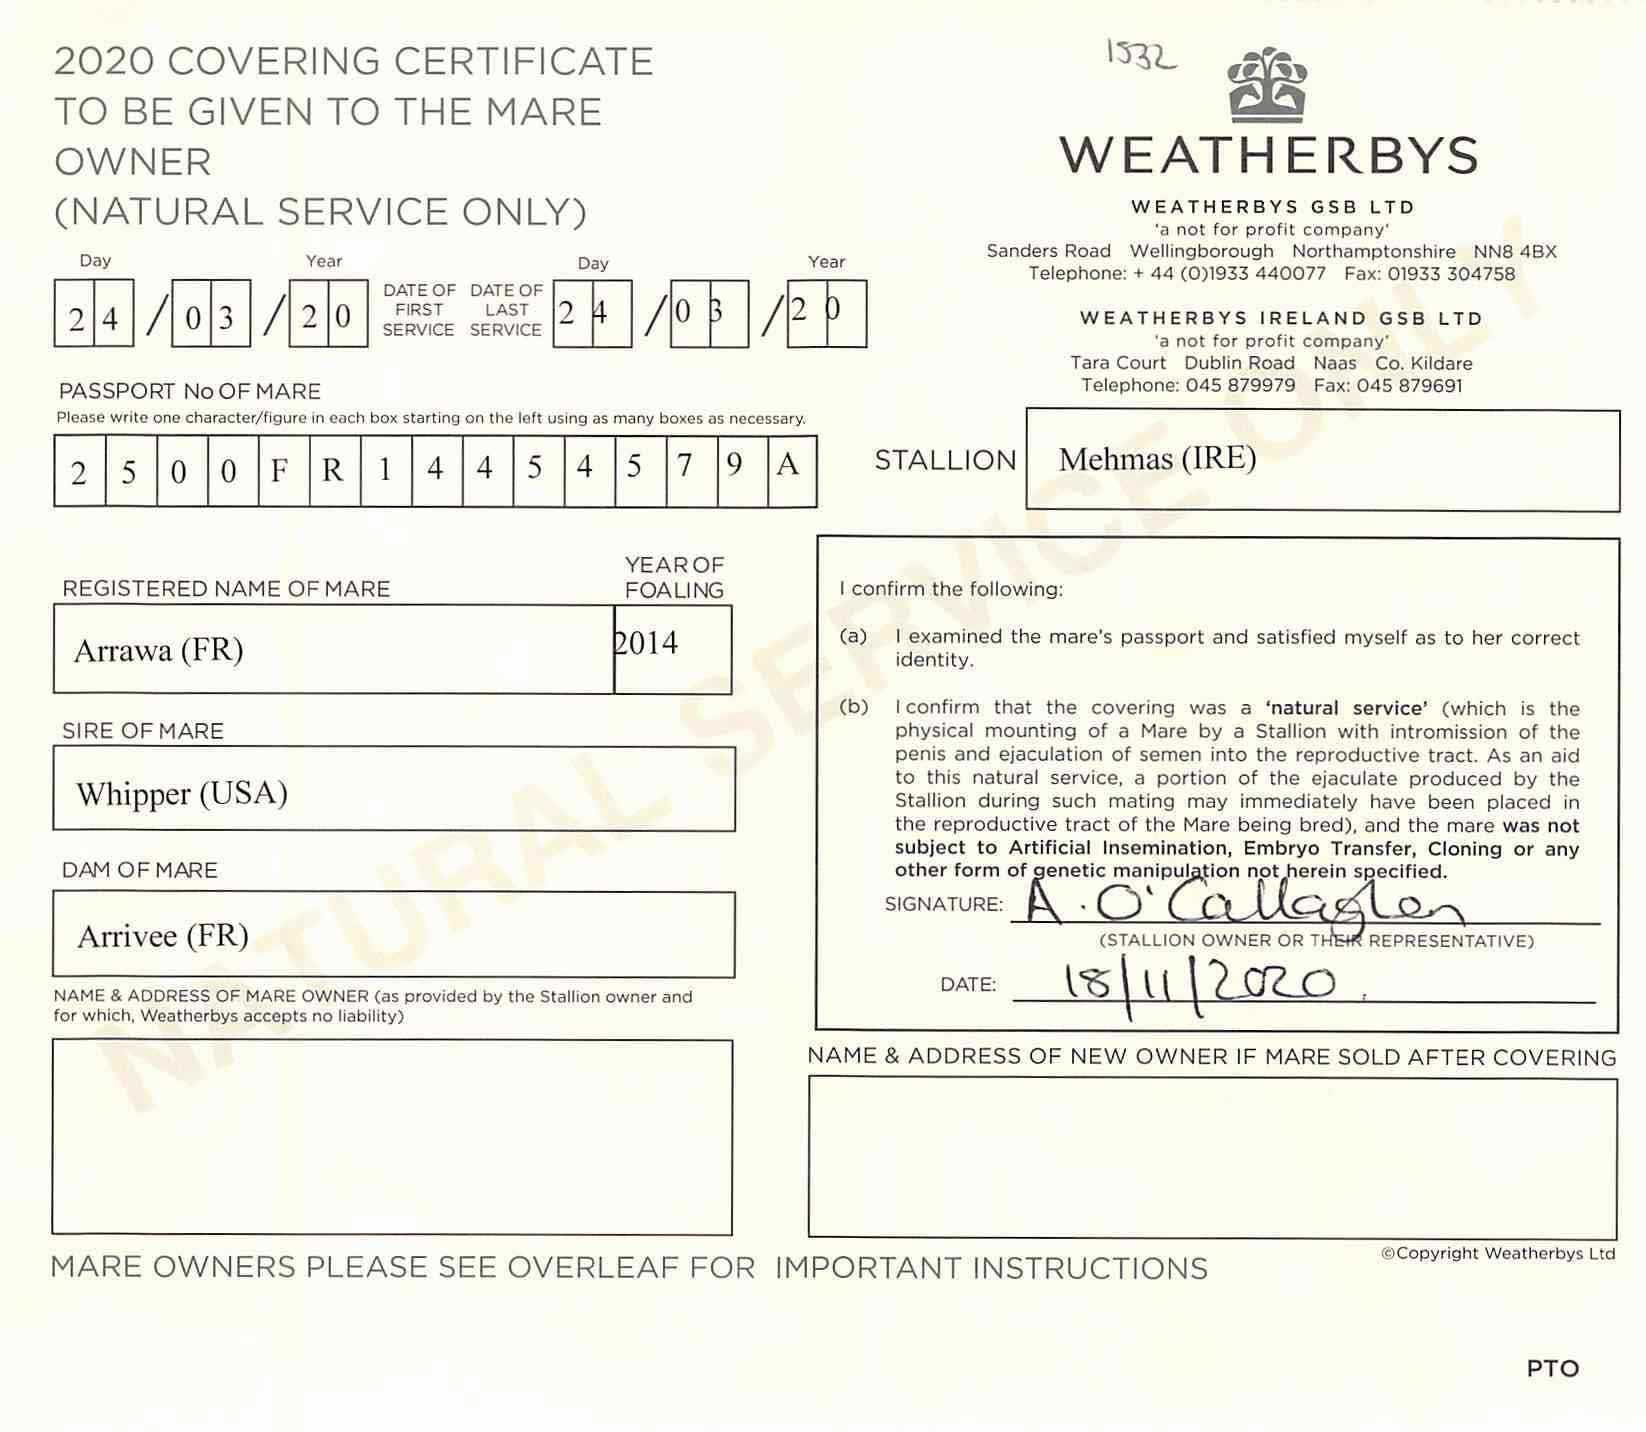 2020 COVERING CERTIFICATE
TO BE GIVEN TO THE MARE
OWNER
(NATURAL SERVICE ONLY)
1532
WEATHERBYS
WEATHERBYS GSB LTD
'a not for profit company'
Sanders Road Wellingborough Northamptonshire NN8 4BX
Telephone: + 44 (0)1933 440077 Fax: 01933 304758
WEATHERBYS IRELAND GSB LTD
'a not for profit company'
Tara Court Dublin Road Naas Co. Kildare
Telephone: 045 879979 Fax: 045 879691
Day Year
24/03/20
DATE OF FIRST SERVICE
DATE OF LAST SERVICE
Day Year
24/03/20
PASSPORT No OF MARE
Please write one character/figure in each box starting on the left using as many boxes as necessary.
2500FR14454579A
STALLION
Mehmas (IRE)
REGISTERED NAME OF MARE
Arrawa (FR)
YEAR OF
FOALING
2014
SIRE OF MARE
Whipper (USA)
DAM OF MARE
Arrivee (FR)
NAME & ADDRESS OF MARE OWNER (as provided by the Stallion owner and
for which, Weatherbys accepts no liability)
I confirm the following:
(a) I examined the mare's passport and satisfied myself as to her correct
identity.
(b) I confirm that the covering was a 'natural service' (which is the
physical mounting of a Mare by a Stallion with intromission of the
penis and ejaculation of semen into the reproductive tract. As an aid
to this natural service, a portion of the ejaculate produced by the
Stallion during such mating may immediately have been placed in
the reproductive tract of the Mare being bred), and the mare was not
subject to Artificial Insemination, Embryo Transfer, Cloning or any
other form of genetic manipulation not herein specified.
SIGNATURE: A. O'Callaghan
(STALLION OWNER OR THEIR REPRESENTATIVE)
DATE: 18/11/2020
NAME & ADDRESS OF NEW OWNER IF MARE SOLD AFTER COVERING
©Copyright Weatherbys Ltd
MARE OWNERS PLEASE SEE OVERLEAF FOR IMPORTANT INSTRUCTIONS
PTO
NATURAL SERVICE ONLY